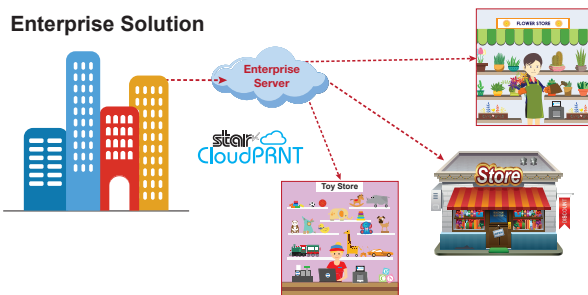 Enterprise Solution
FLOWER STORE
Enterprise
Server
star
CloudPRNT
Toy Store
Store